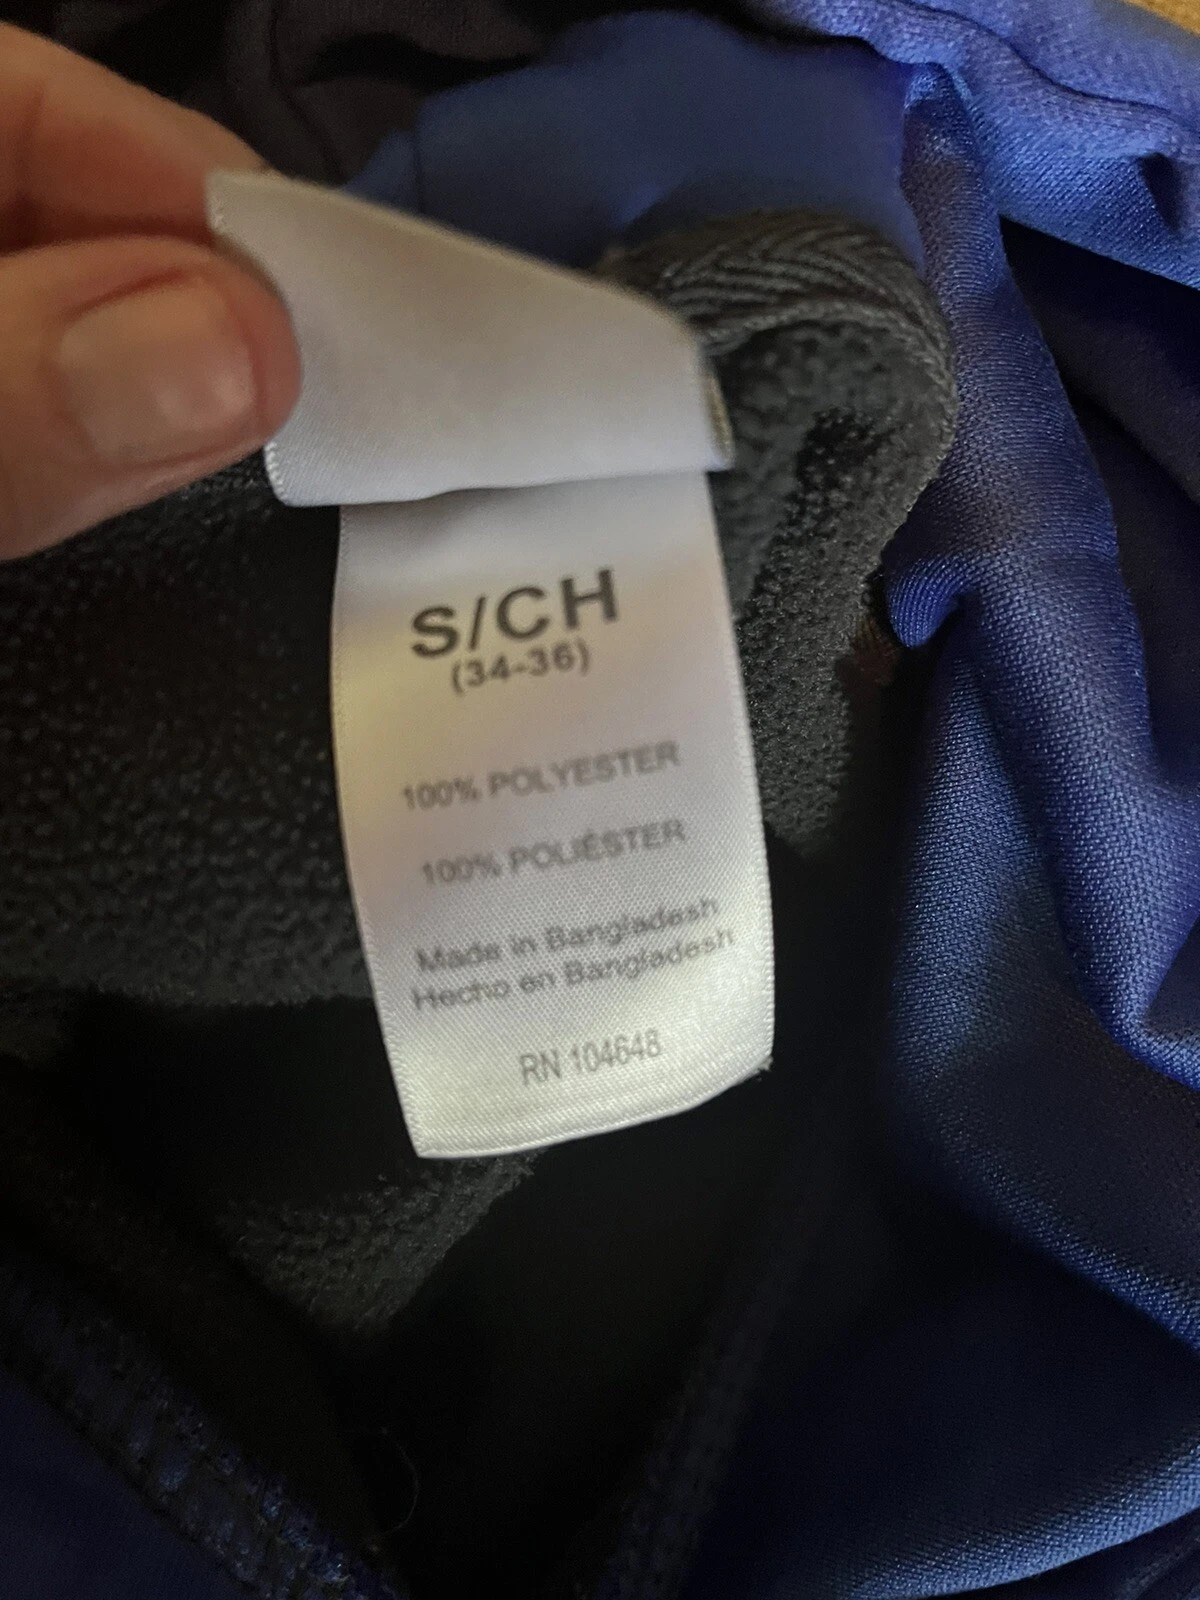 S/CH
(34-36)
100% POLYESTER
100% POLIÉSTER
Made in Bangladesh
Hecho en Bangladesh
RN 104648